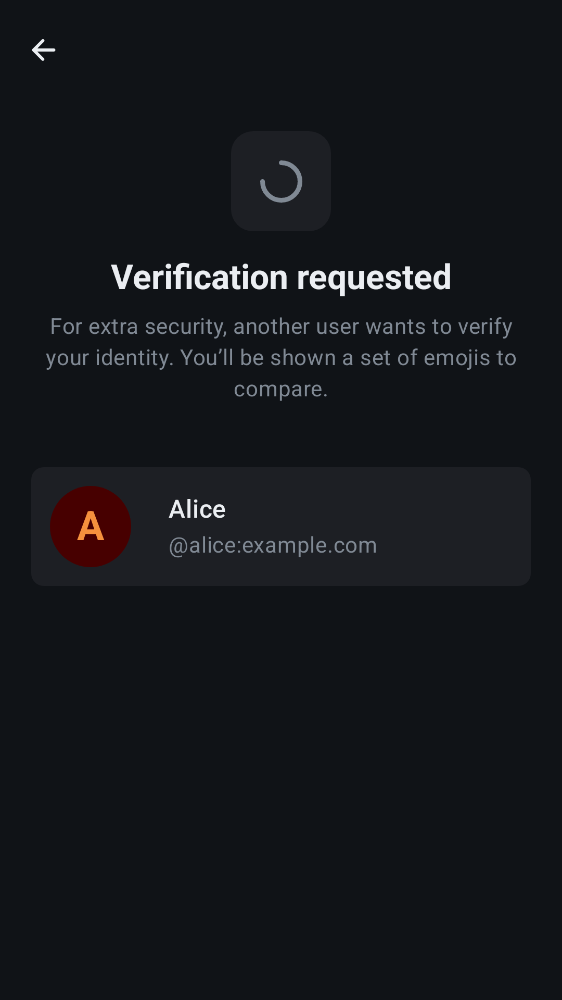 Verification requested
For extra security, another user wants to verify
your identity. You’ll be shown a set of emojis to
compare.
A
Alice
@alice:example.com